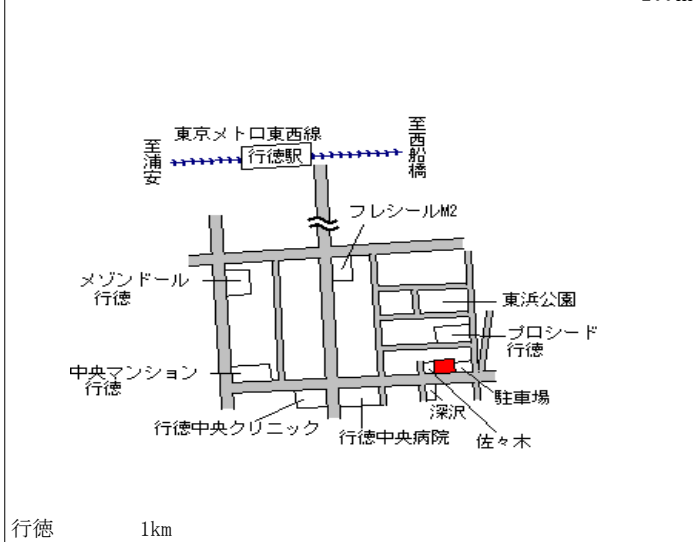 東京メトロ東西線
至浦安
行徳駅
至西船橋
フレシールM2
メゾンドール
行徳
東浜公園
プロシード
行徳
中央マンション
行徳
駐車場
深沢
行徳中央クリニック
行徳中央病院
佐々木
行徳 1km